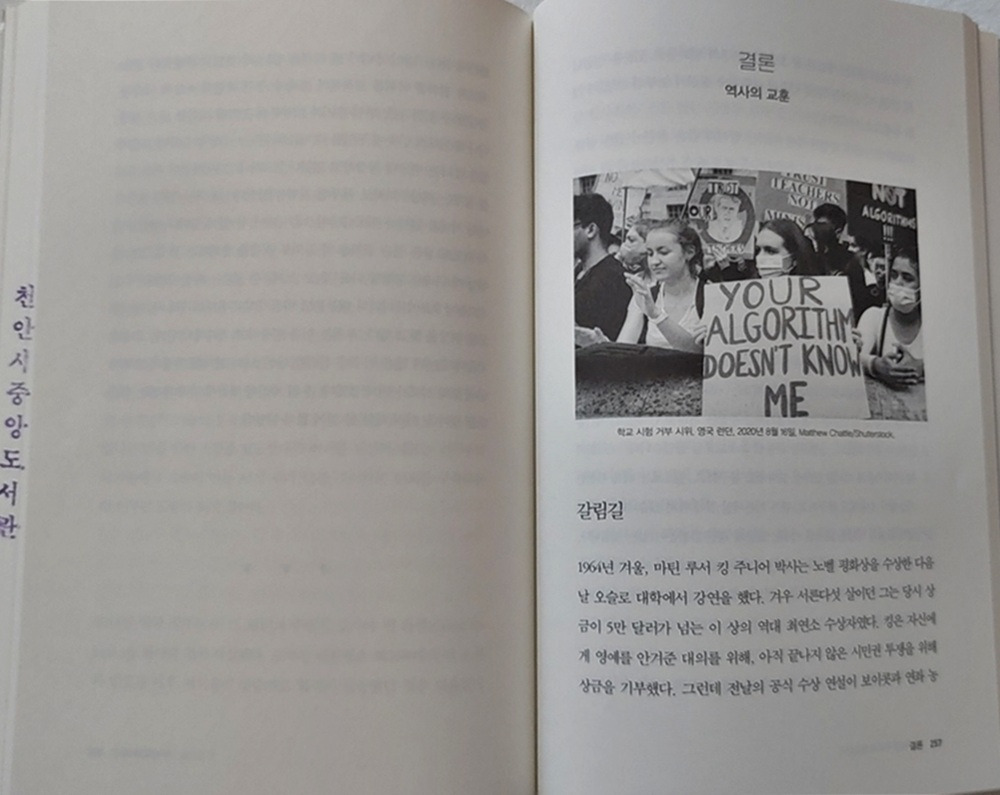 천안시중앙도서관
결론
역사의 교훈
TRUST
TEACHERS
NOT
TRUST
OUR
NOT
ALGORITHMS
!!!
YOUR
ALGORITHM
DOESN'T KNOW
ME
학교 시험 거부 시위, 영국 런던, 2020년 8월 16일, Matthew Chattle/Shutterstock.
갈림길
1964년 겨울, 마틴 루서 킹 주니어 박사는 노벨 평화상을 수상한 다음
날 오슬로 대학에서 강연을 했다. 겨우 서른다섯 살이던 그는 당시 상
금이 5만 달러가 넘는 이 상의 역대 최연소 수상자였다. 킹은 자신에
게 영예를 안겨준 대의를 위해, 아직 끝나지 않은 시민권 투쟁을 위해
상금을 기부했다. 그런데 전날의 공식 수상 연설이 보이콧과 연좌 농
결론 257